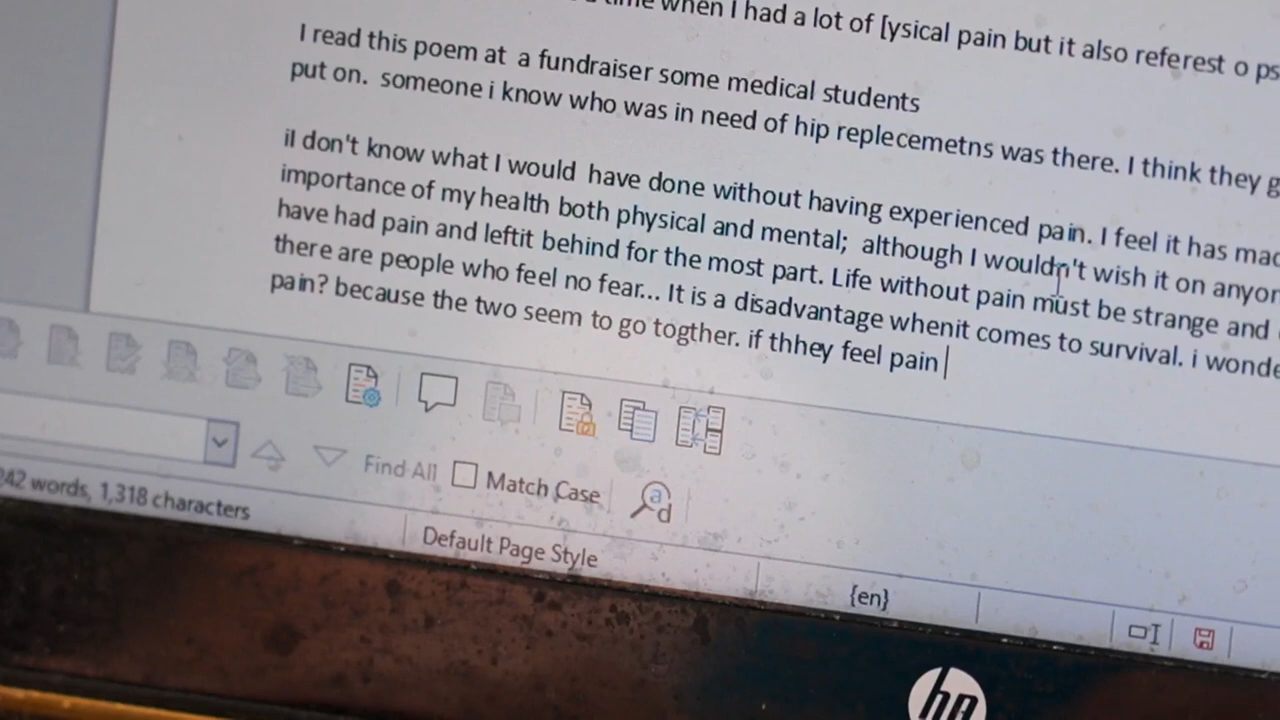 when I had a lot of [ysical pain but it also referest o
I read this poem at a fundraiser some medical students
put on. someone i know who was in need of hip replecemetns was there. I think they
iI don't know what I would have done without having experienced pain. I feel it has
importance of my health both physical and mental; although I wouldn't wish it on
have had pain and leftit behind for the most part. Life without pain must be strange and
there are people who feel no fear... It is a disadvantage whenit comes to survival. i
pain? because the two seem to go togther. if thhey feel pain
Find All Match Case
words, 1,318 characters
Default Page Style
{en}
hp